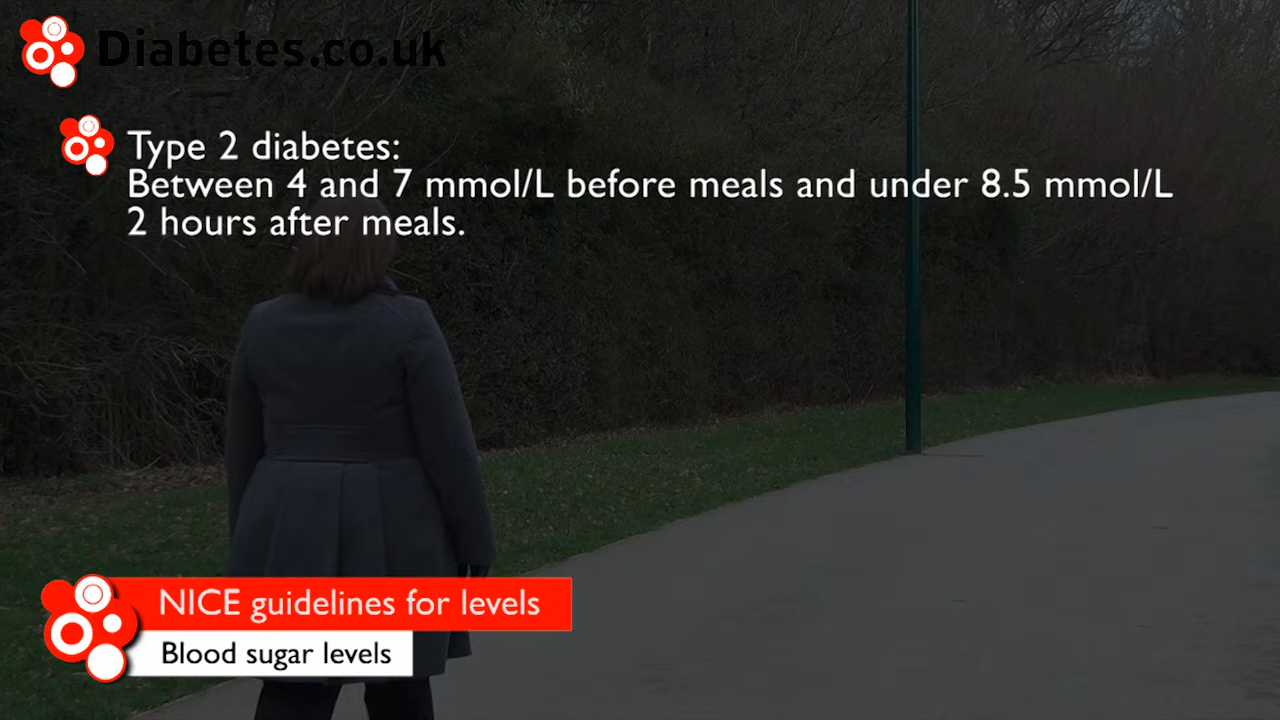 Diabetes.co.uk
Type 2 diabetes:
Between 4 and 7 mmol/L before meals and under 8.5 mmol/L
2 hours after meals.
NICE guidelines for levels
Blood sugar levels